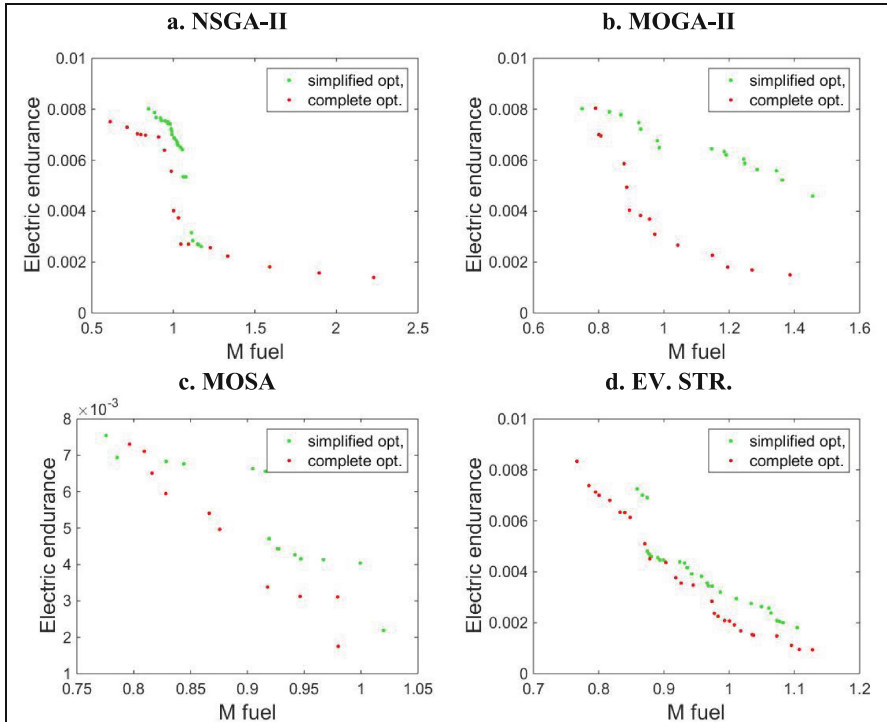 a. NSGA-II
0.01
0.008
0.006
0.004
0.002
0
Electric endurance
simplified opt,
complete opt.
0.5 1 1.5 2 2.5
M fuel
b. MOGA-II
0.01
0.008
0.006
0.004
0.002
0
Electric endurance
simplified opt,
complete opt.
0.6 0.8 1 1.2 1.4 1.6
M fuel
c. MOSA
×10⁻³
8
7
6
5
4
3
2
1
Electric endurance
simplified opt,
complete opt.
0.75 0.8 0.85 0.9 0.95 1 1.05
M fuel
d. EV. STR.
0.01
0.008
0.006
0.004
0.002
0
Electric endurance
simplified opt,
complete opt.
0.7 0.8 0.9 1 1.1 1.2
M fuel